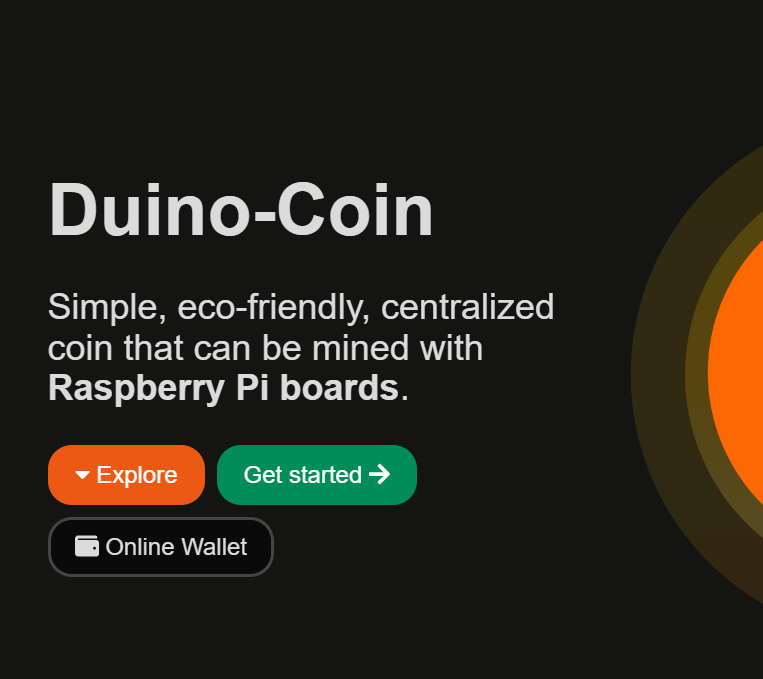 Duino-Coin
Simple, eco-friendly, centralized
coin that can be mined with
Raspberry Pi boards.
Explore
Get started
Online Wallet